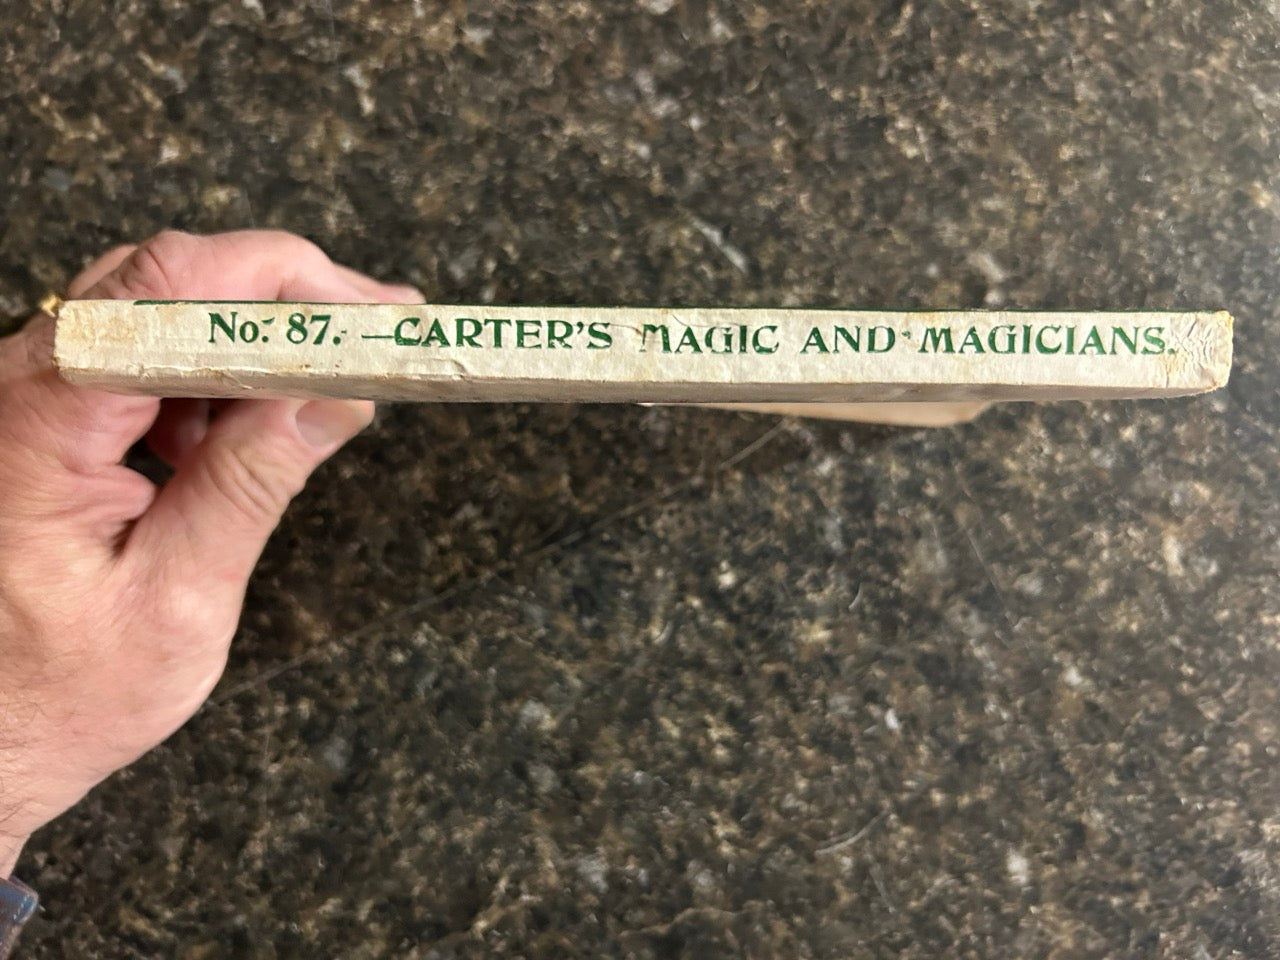 No. 87. —CARTER'S MAGIC AND MAGICIANS.